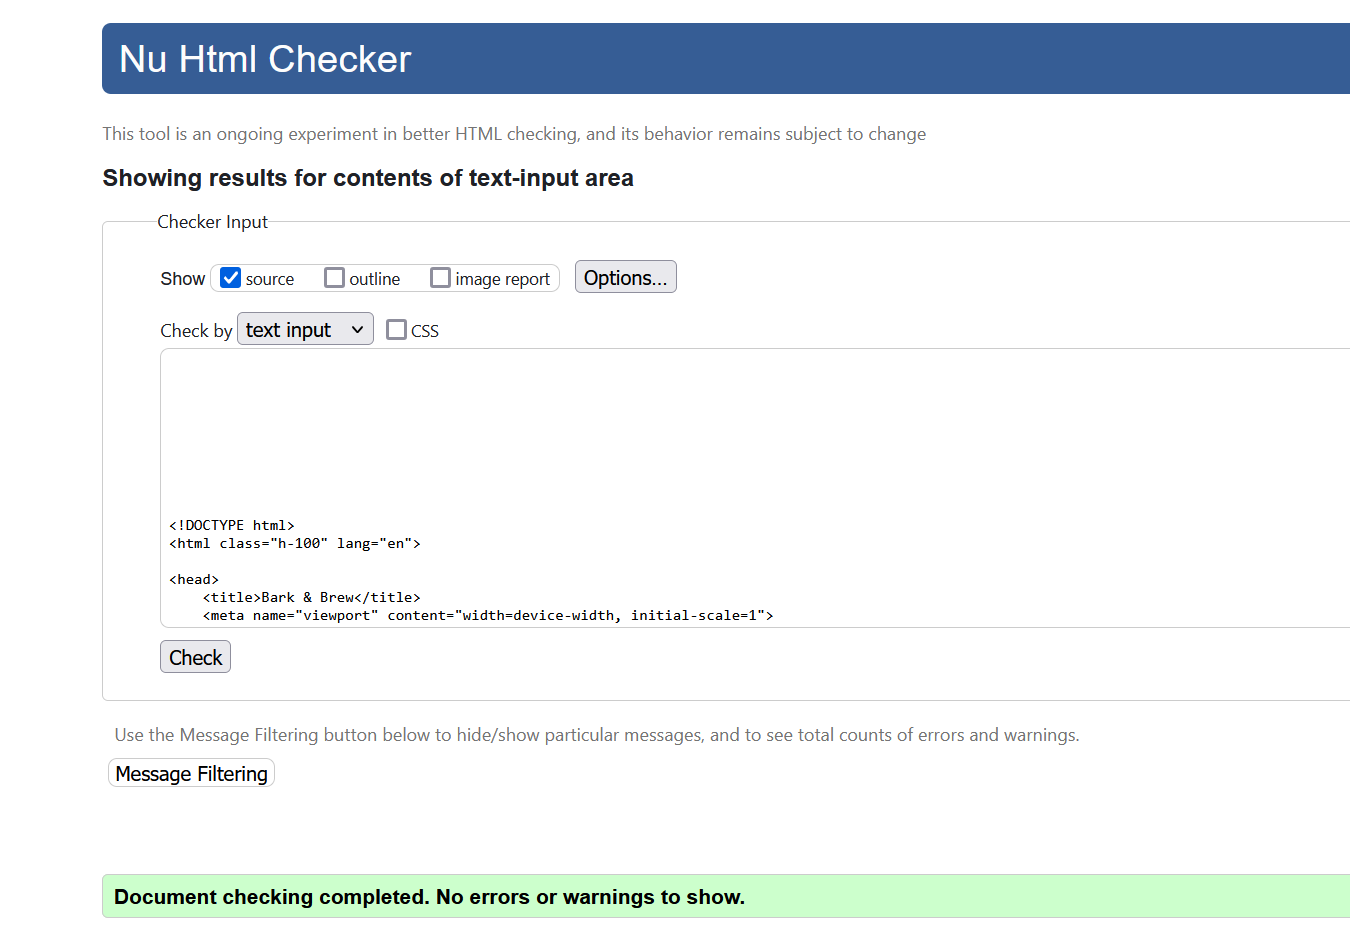 Nu Html Checker
This tool is an ongoing experiment in better HTML checking, and its behavior remains subject to change
Showing results for contents of text-input area
Checker Input
Show source outline image report Options...
Check by text input CSS
<!DOCTYPE html>
<html class="h-100" lang="en">
<head>
    <title>Bark & Brew</title>
    <meta name="viewport" content="width=device-width, initial-scale=1">
Check
Use the Message Filtering button below to hide/show particular messages, and to see total counts of errors and warnings.
Message Filtering
Document checking completed. No errors or warnings to show.